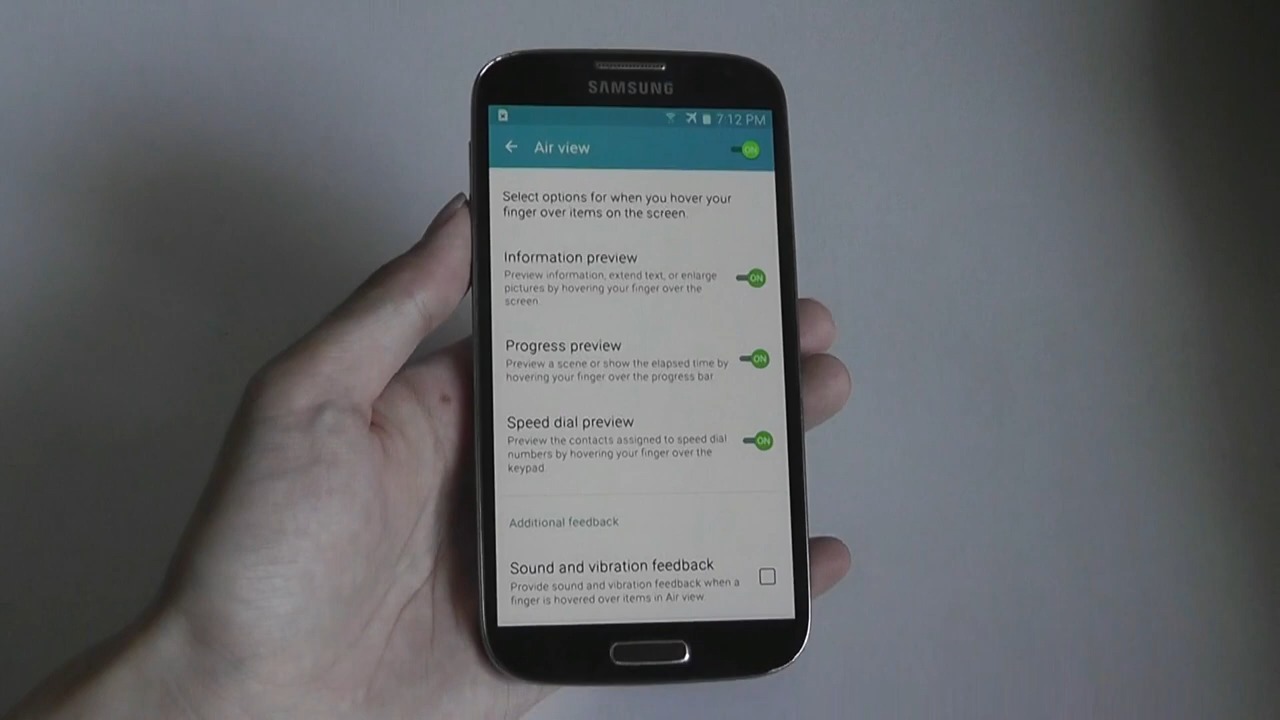 SAMSUNG
7:12 PM
Air view
ON
Select options for when you hover your
finger over items on the screen.
Information preview
Preview information, extend text, or enlarge
pictures by hovering your finger over the
screen.
ON
Progress preview
Preview a scene or show the elapsed time by
hovering your finger over the progress bar.
ON
Speed dial preview
Preview the contacts assigned to speed dial
numbers by hovering your finger over the
keypad.
ON
Additional feedback
Sound and vibration feedback
Provide sound and vibration feedback when a
finger is hovered over items in Air view.